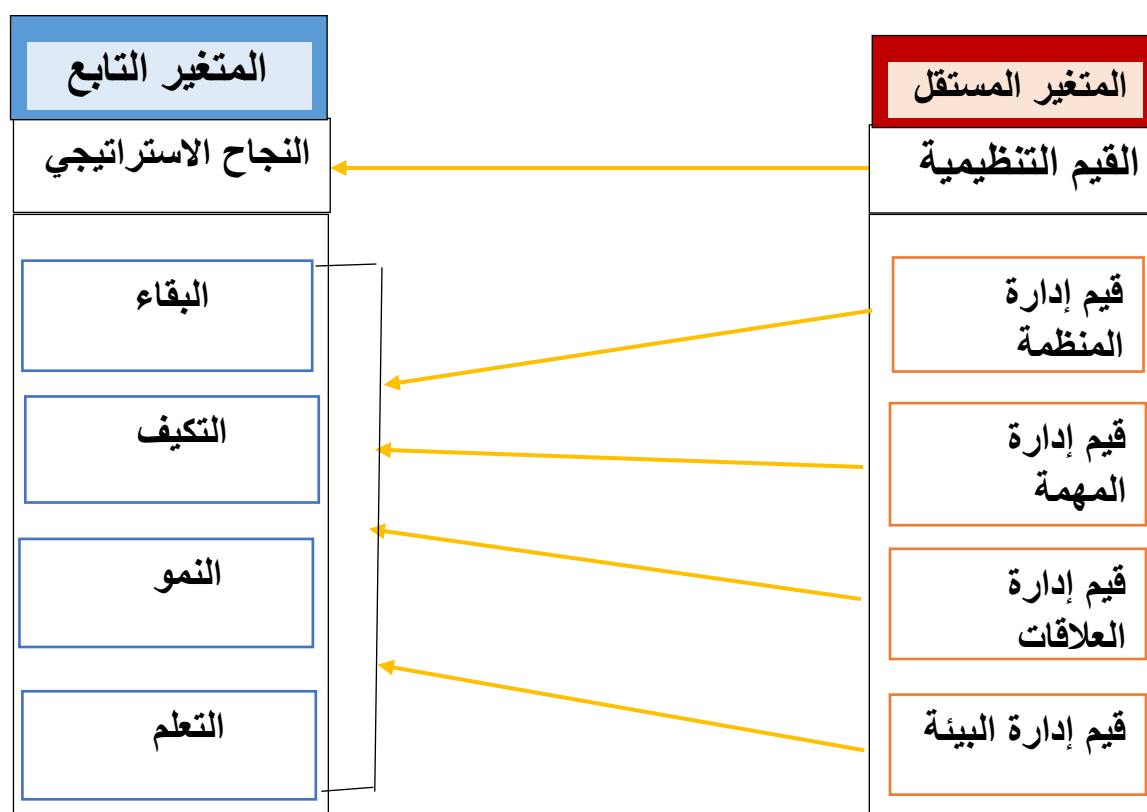 المتغير المستقل
القيم التنظيمية
قيم إدارة
المنظمة
قيم إدارة
المهمة
قيم إدارة
العلاقات
قيم إدارة البيئة
المتغير التابع
النجاح الاستراتيجي
البقاء
التكيف
النمو
التعلم